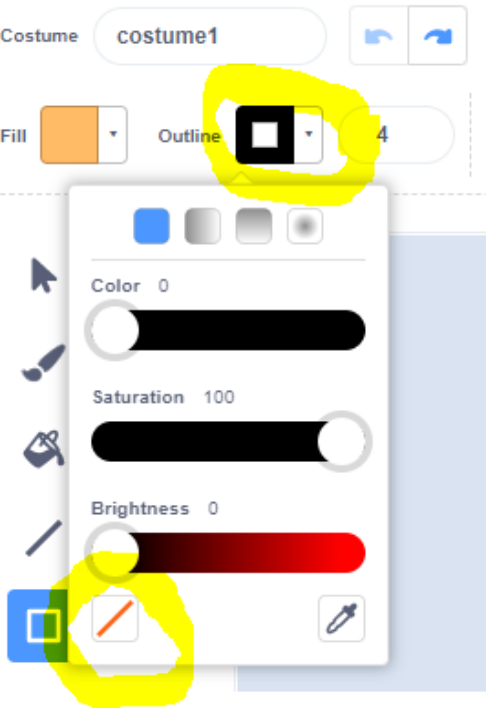 Costume costume1
Fill Outline 4
Color 0
Saturation 100
Brightness 0